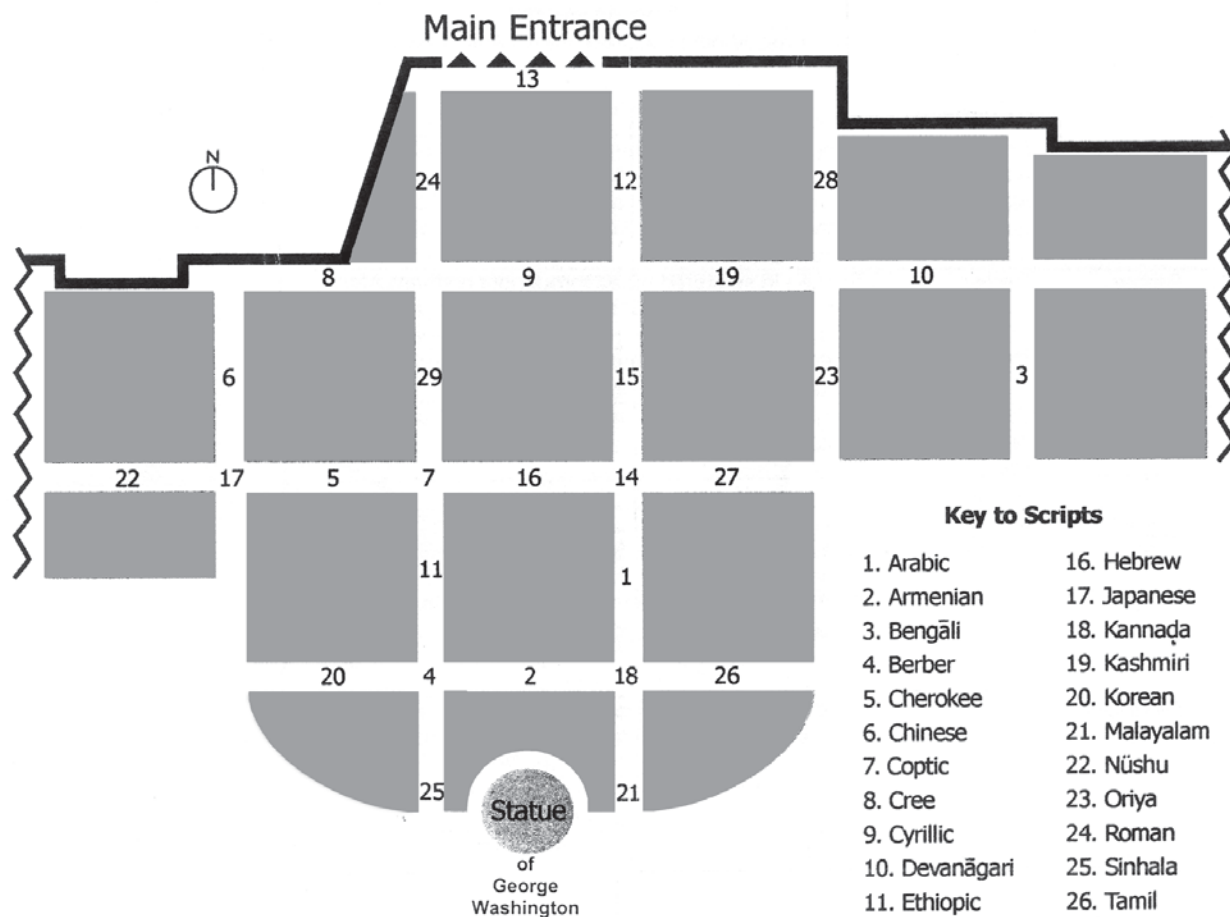 Main Entrance
13
N
24
12
28
8
9
19
10
6
29
15
23
3
22
17
5
7
16
14
27
11
1
20
4
2
18
26
25
21
Statue
of
George
Washington
Key to Scripts
1. Arabic
2. Armenian
3. Bengāli
4. Berber
5. Cherokee
6. Chinese
7. Coptic
8. Cree
9. Cyrillic
10. Devanāgari
11. Ethiopic
16. Hebrew
17. Japanese
18. Kannaḍa
19. Kashmiri
20. Korean
21. Malayalam
22. Nüshu
23. Oriya
24. Roman
25. Sinhala
26. Tamil